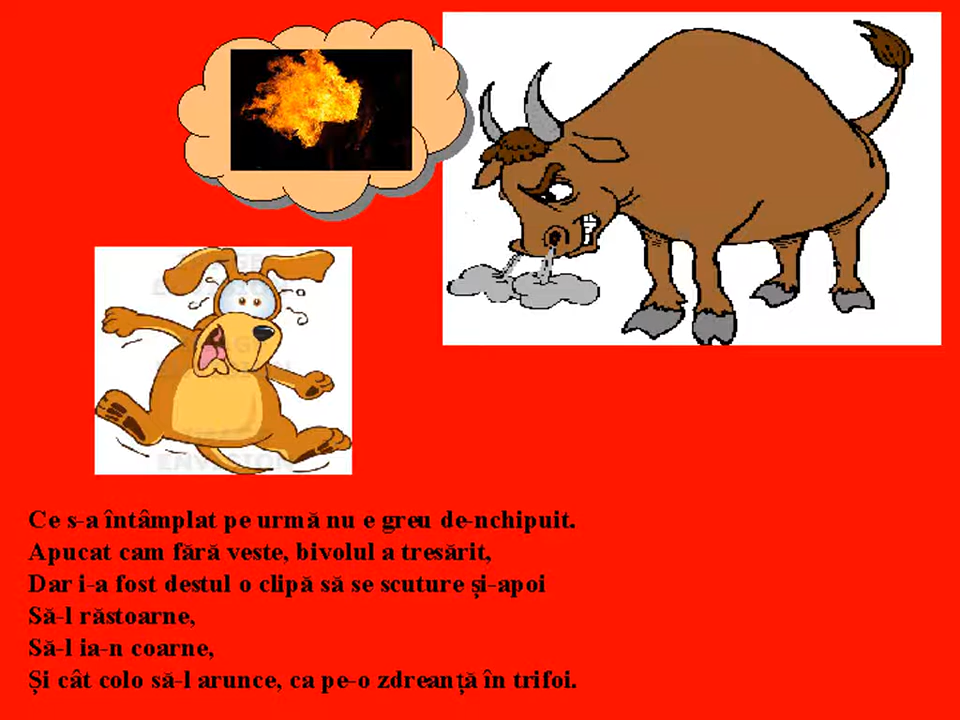 Ce s-a întâmplat pe urmă nu e greu de-nchipuit.
Apucat cam fără veste, bivolul a tresărit,
Dar i-a fost destul o clipă să se scuture și-apoi
Să-l răstoarne,
Să-l ia-n coarne,
Și cât colo să-l arunce, ca pe-o zdreanță în trifoi.